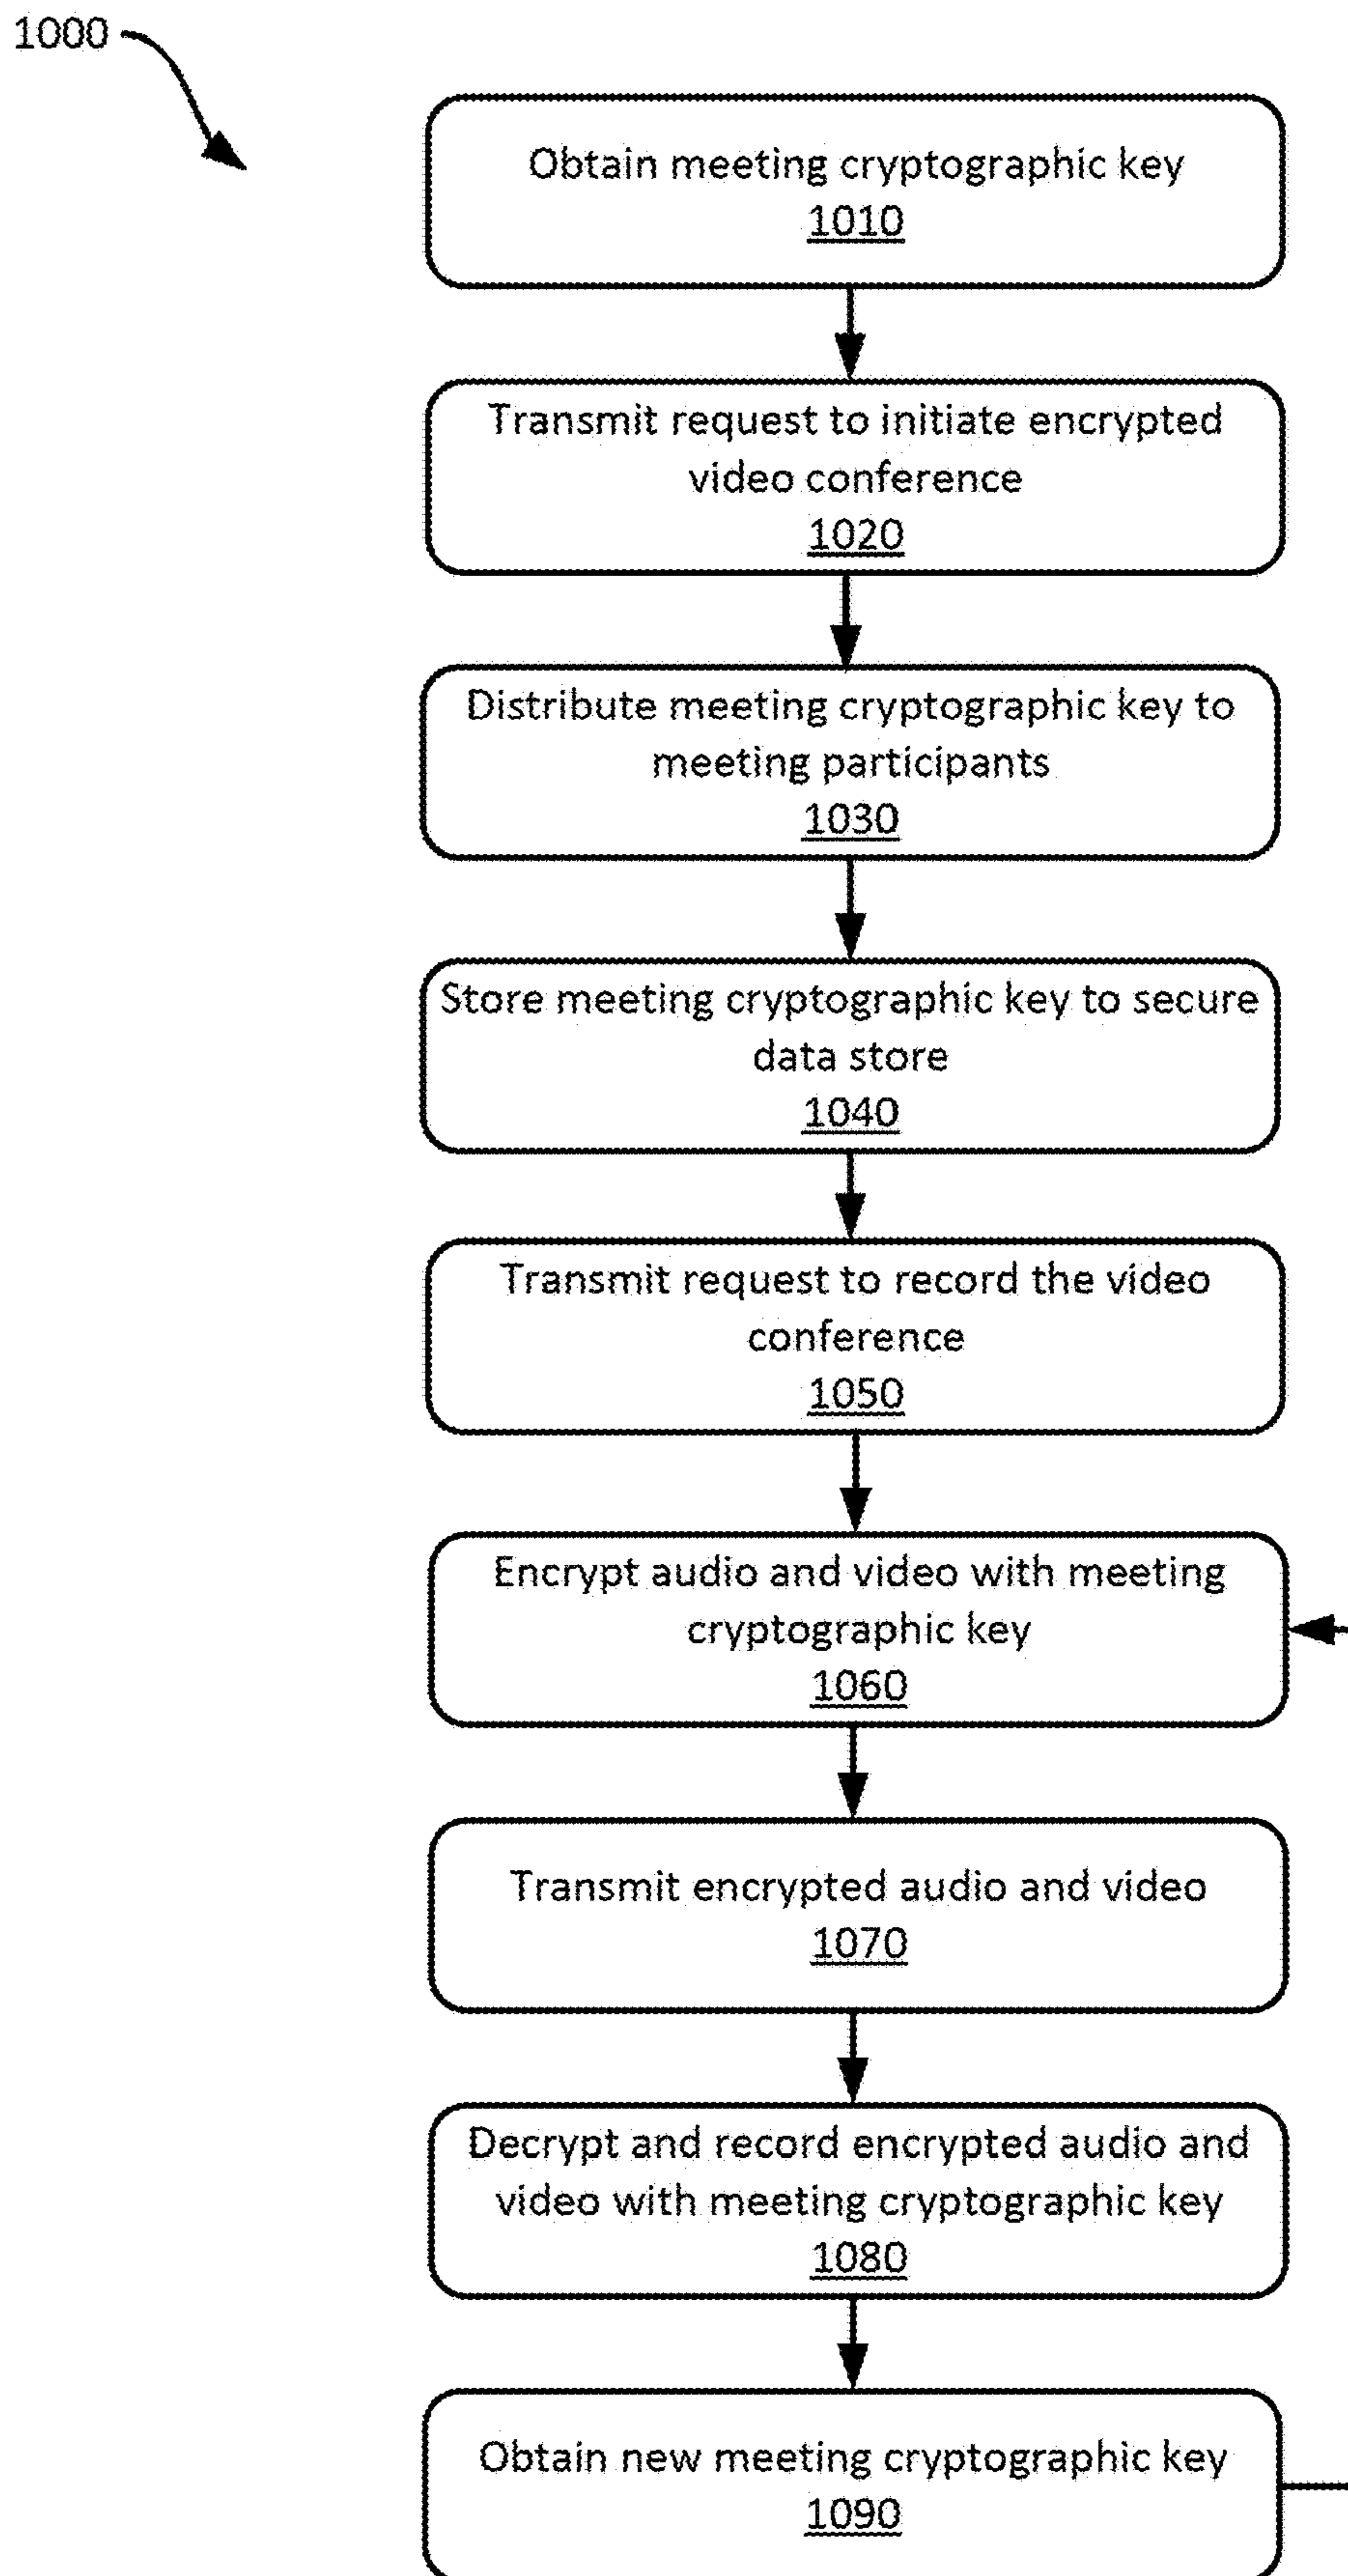 1000
Obtain meeting cryptographic key
1010
Transmit request to initiate encrypted
video conference
1020
Distribute meeting cryptographic key to
meeting participants
1030
Store meeting cryptographic key to secure
data store
1040
Transmit request to record the video
conference
1050
Encrypt audio and video with meeting
cryptographic key
1060
Transmit encrypted audio and video
1070
Decrypt and record encrypted audio and
video with meeting cryptographic key
1080
Obtain new meeting cryptographic key
1090